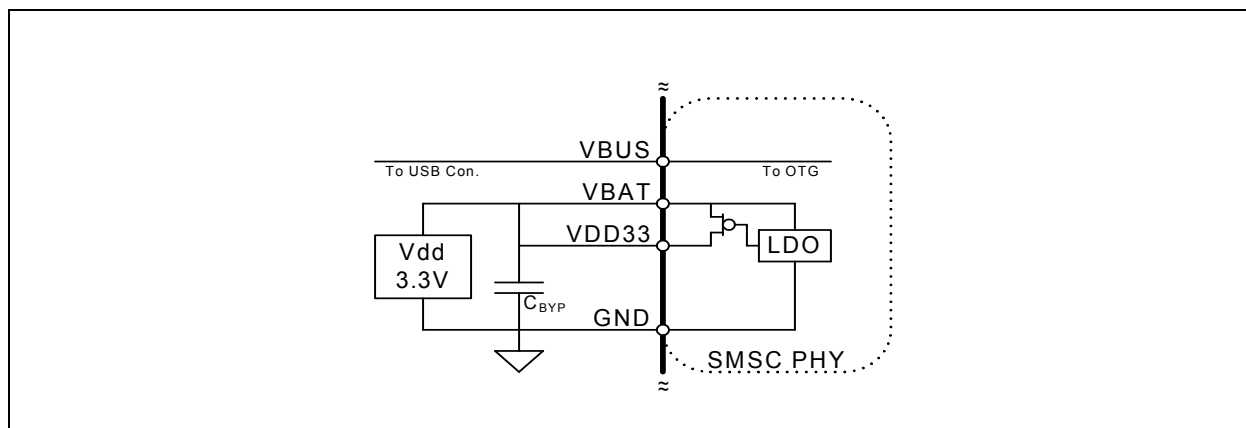 VBUS
To USB Con.
To OTG
VBAT
VDD33
LDO
Vdd
3.3V
CBYP
GND
SMSC PHY